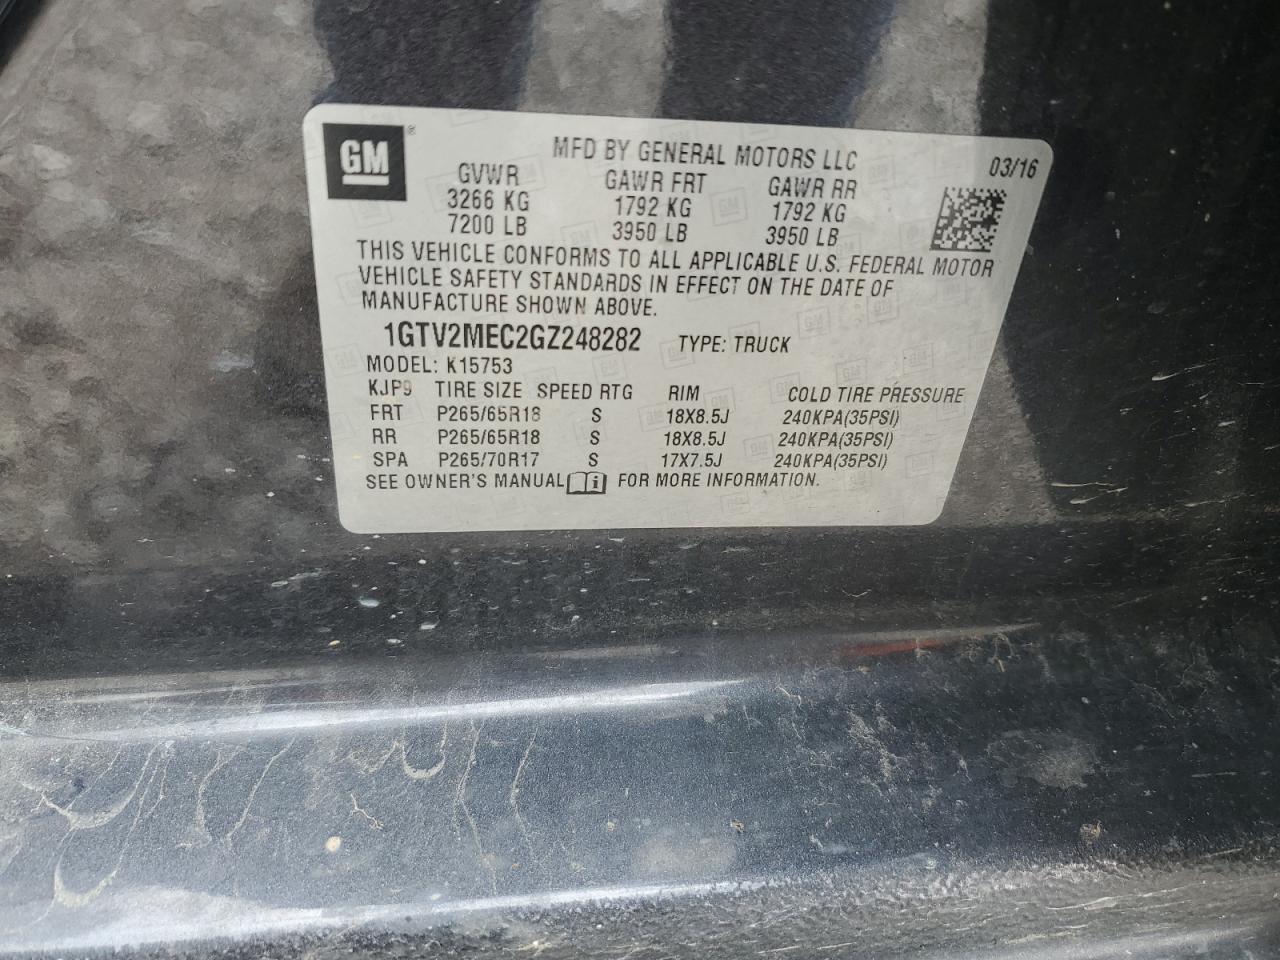 GM®
MFD BY GENERAL MOTORS LLC 03/16
GVWR GAWR FRT GAWR RR
3266 KG 1792 KG 1792 KG
7200 LB 3950 LB 3950 LB
THIS VEHICLE CONFORMS TO ALL APPLICABLE U.S. FEDERAL MOTOR
VEHICLE SAFETY STANDARDS IN EFFECT ON THE DATE OF
MANUFACTURE SHOWN ABOVE.
1GTV2MEC2GZ248282 TYPE: TRUCK
MODEL: K15753
KJP9 TIRE SIZE SPEED RTG RIM COLD TIRE PRESSURE
FRT P265/65R18 S 18X8.5J 240KPA(35PSI)
RR P265/65R18 S 18X8.5J 240KPA(35PSI)
SPA P265/70R17 S 17X7.5J 240KPA(35PSI)
SEE OWNER'S MANUAL i FOR MORE INFORMATION.